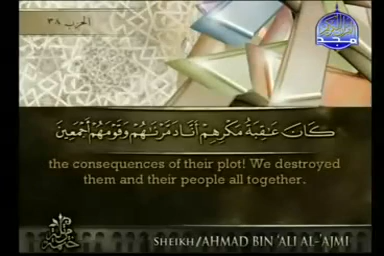 الحزب ٣٨
كَانَ عَٰقِبَةُ مَكْرِهِمْ أَنَّا دَمَّرْنَٰهُمْ وَقَوْمَهُمْ أَجْمَعِينَ
the consequences of their plot! We destroyed
them and their people all together.
SHEIKH/AHMAD BIN 'ALI AL-'AJMI